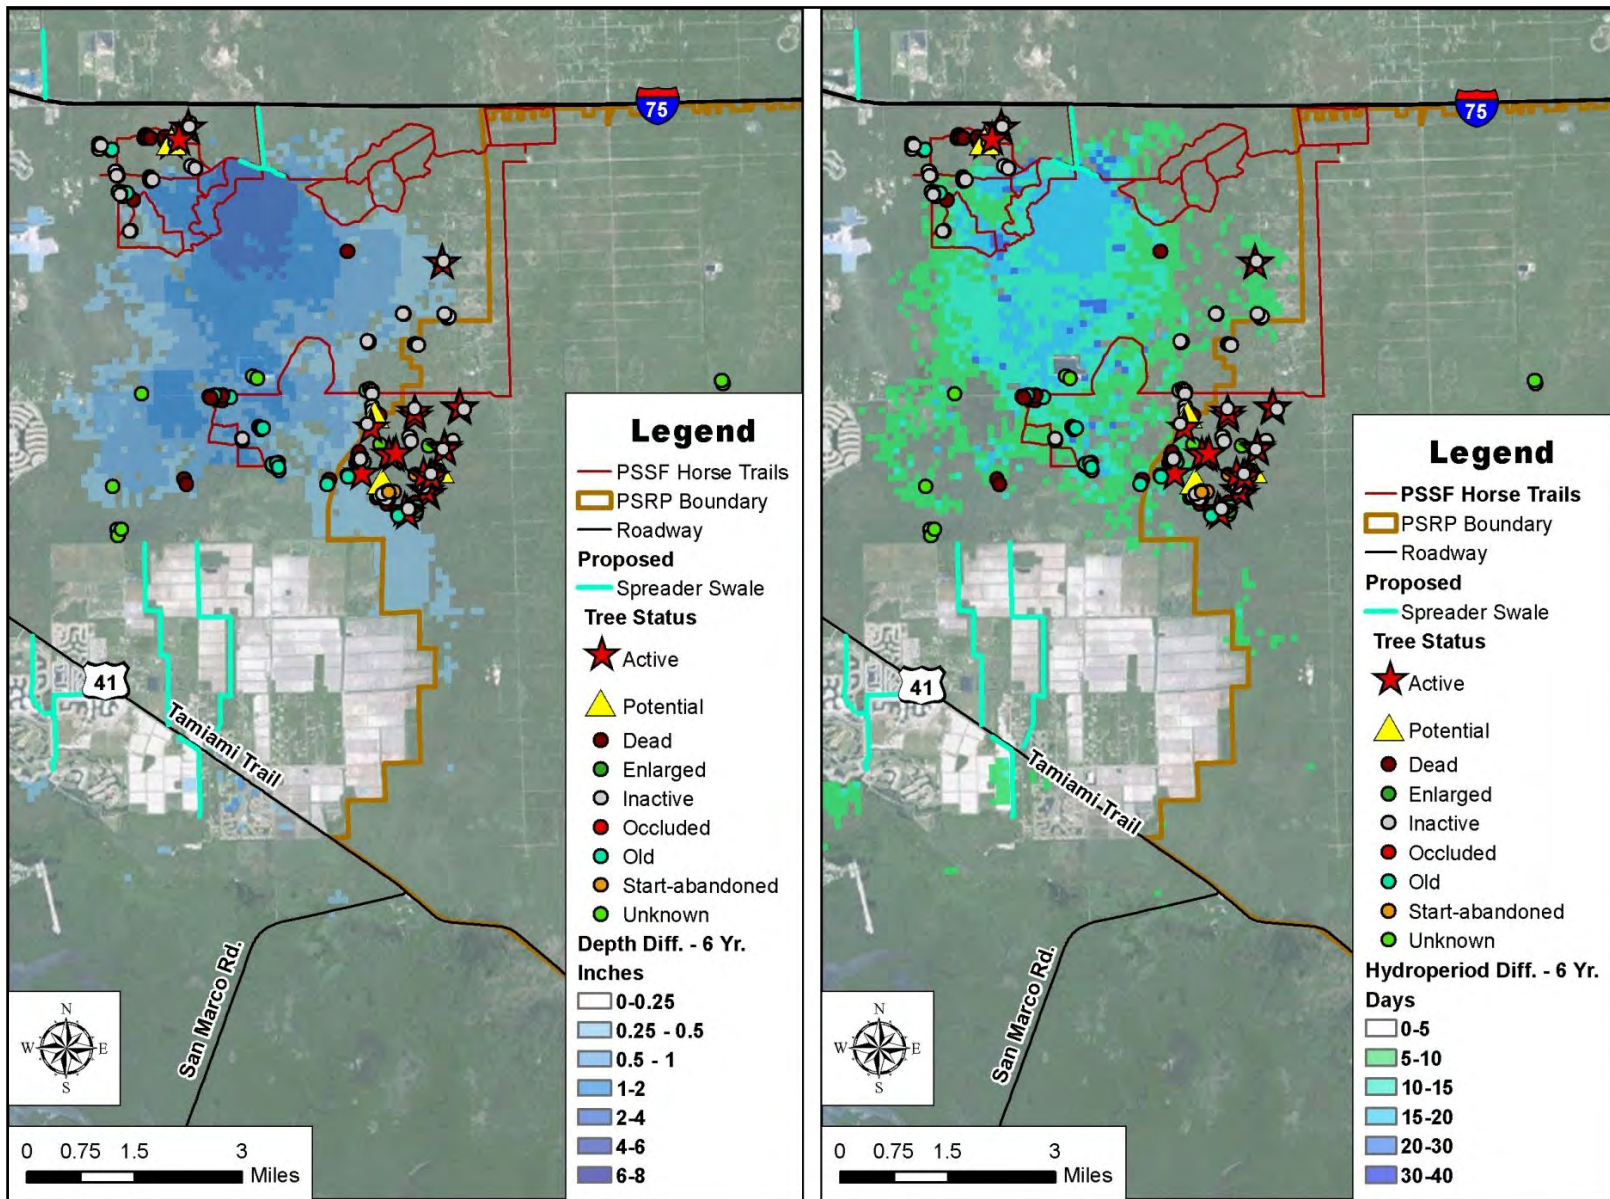 75
41
Tamiami Trail
San Marco Rd.
N
W E
S
0 0.75 1.5 3
Miles
Legend
PSSF Horse Trails
PSRP Boundary
Roadway
Proposed
Spreader Swale
Tree Status
Active
Potential
Dead
Enlarged
Inactive
Occluded
Old
Start-abandoned
Unknown
Depth Diff. - 6 Yr.
Inches
0-0.25
0.25 - 0.5
0.5 - 1
1-2
2-4
4-6
6-8
75
41
Tamiami-Trail
San Marco Rd.
N
W E
S
0 0.75 1.5 3
Miles
Legend
PSSF Horse Trails
PSRP Boundary
Roadway
Proposed
Spreader Swale
Tree Status
Active
Potential
Dead
Enlarged
Inactive
Occluded
Old
Start-abandoned
Unknown
Hydroperiod Diff. - 6 Yr.
Days
0-5
5-10
10-15
15-20
20-30
30-40